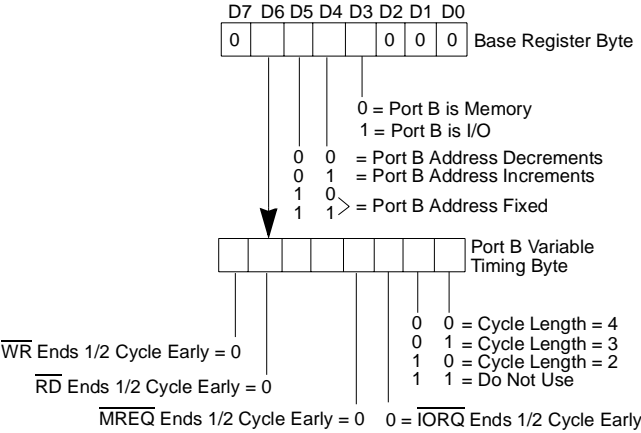 D7 D6 D5 D4 D3 D2 D1 D0
0 0 0 0 Base Register Byte
0 = Port B is Memory
1 = Port B is I/O
0 0 = Port B Address Decrements
0 1 = Port B Address Increments
1 0
1 1 > = Port B Address Fixed
Port B Variable
Timing Byte
0 0 = Cycle Length = 4
0 1 = Cycle Length = 3
1 0 = Cycle Length = 2
1 1 = Do Not Use
W̅R̅ Ends 1/2 Cycle Early = 0
R̅D̅ Ends 1/2 Cycle Early = 0
M̅R̅E̅Q̅ Ends 1/2 Cycle Early = 0 0 = I̅O̅R̅Q̅ Ends 1/2 Cycle Early